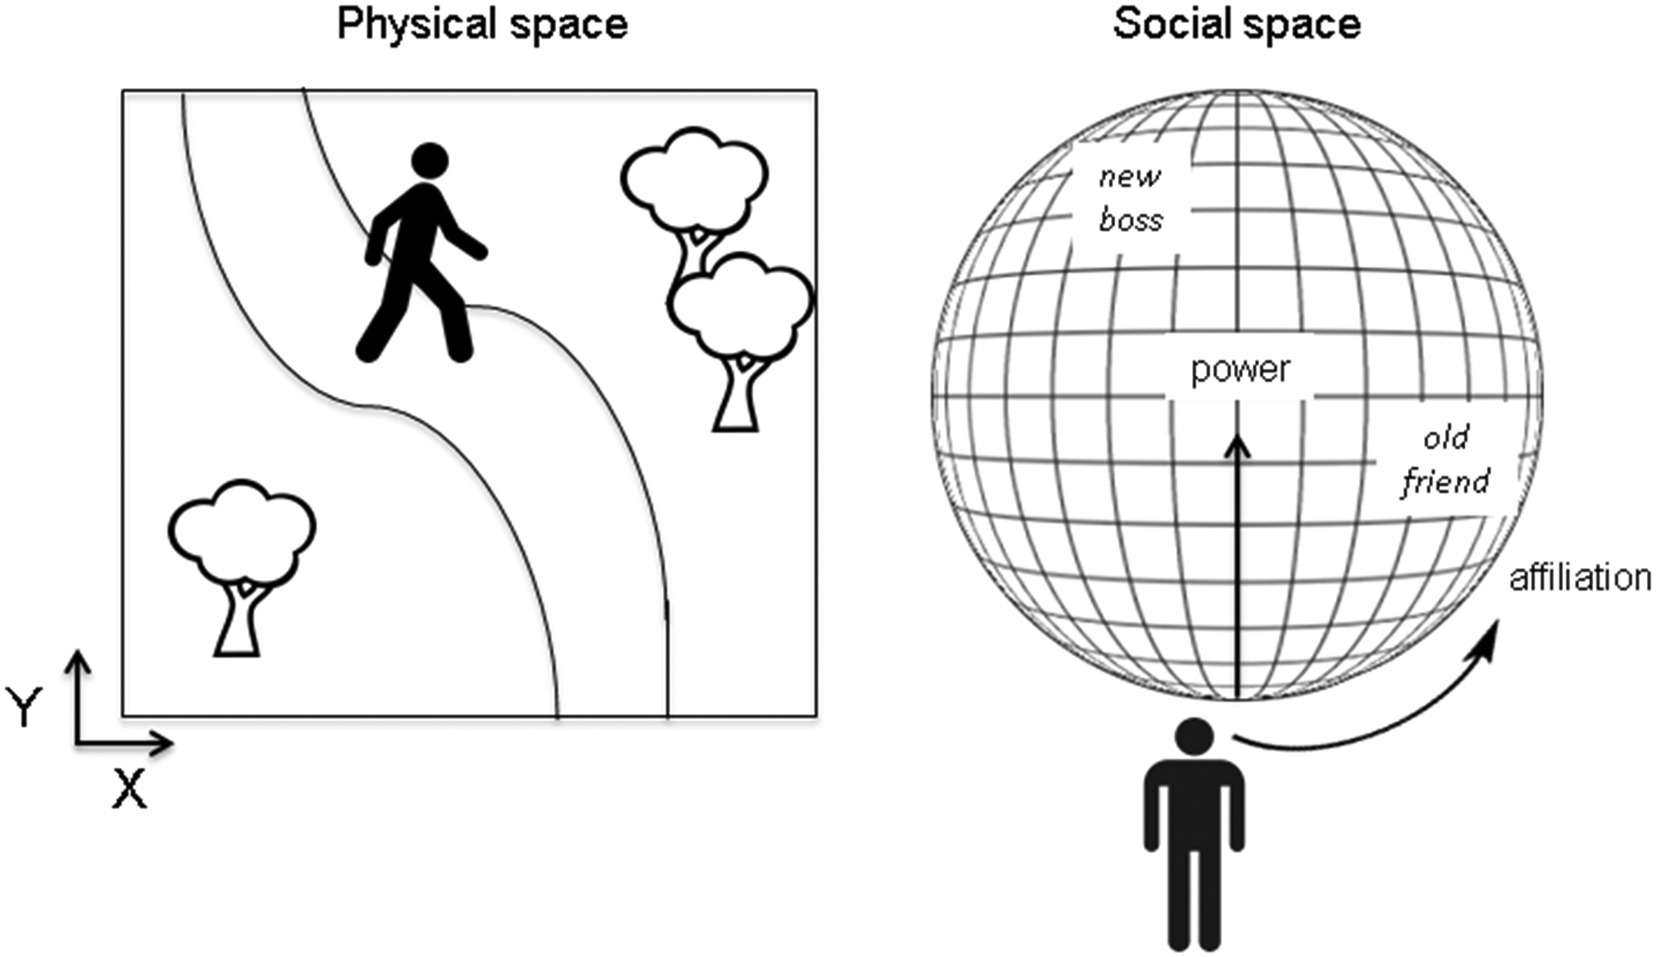 Physical space
Y
X
Social space
new
boss
power
old
friend
affiliation